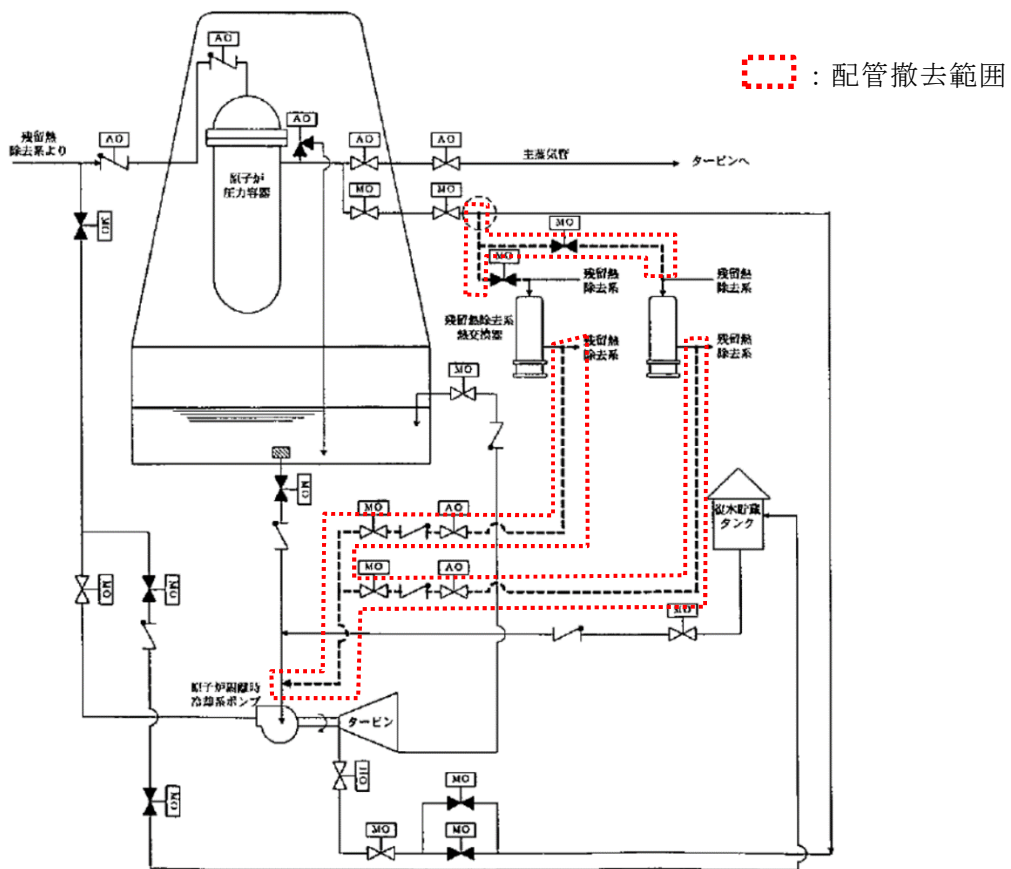 AO
：配管撤去範囲
AO
残留熱
除去系より
AO
AO
AO
主蒸気管
タービンへ
原子炉
圧力容器
MO
MO
MO
MO
MO
残留熱
除去系
残留熱
除去系
残留熱除去系
熱交換器
残留熱
除去系
残留熱
除去系
MO
MO
MO
AO
復水貯蔵
タンク
MO
AO
MO
MO
MO
原子炉隔離時
冷却系ポンプ
タービン
MO
MO
MO
MO
MO